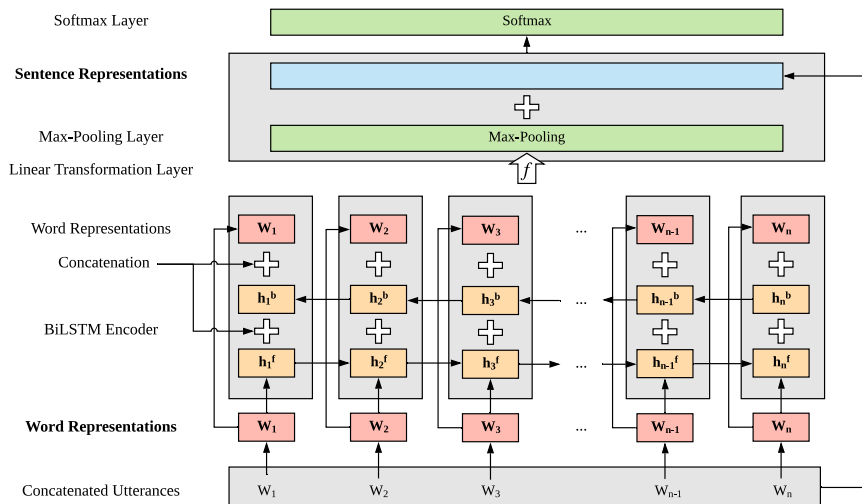 Softmax Layer Softmax
Sentence Representations
Max-Pooling Layer Max-Pooling
Linear Transformation Layer f
Word Representations W1 W2 W3 ... Wn-1 Wn
Concatenation
h1b h2b h3b ... hn-1b hnb
BiLSTM Encoder
h1f h2f h3f ... hn-1f hnf
Word Representations W1 W2 W3 ... Wn-1 Wn
Concatenated Utterances W1 W2 W3 Wn-1 Wn